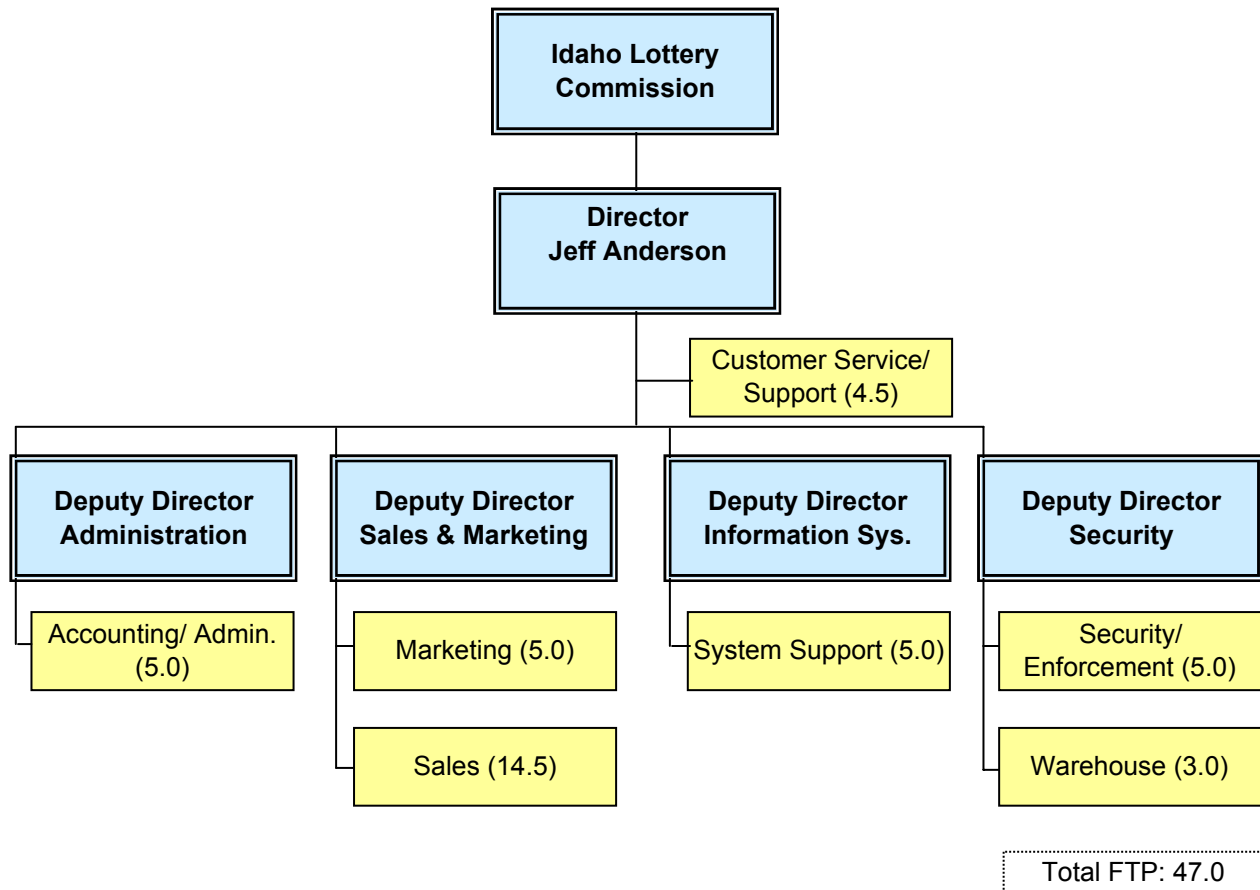 Idaho Lottery
Commission
Director
Jeff Anderson
Customer Service/
Support (4.5)
Deputy Director
Administration
Deputy Director
Sales & Marketing
Deputy Director
Information Sys.
Deputy Director
Security
Accounting/ Admin.
(5.0)
Marketing (5.0)
System Support (5.0)
Security/
Enforcement (5.0)
Sales (14.5)
Warehouse (3.0)
Total FTP: 47.0